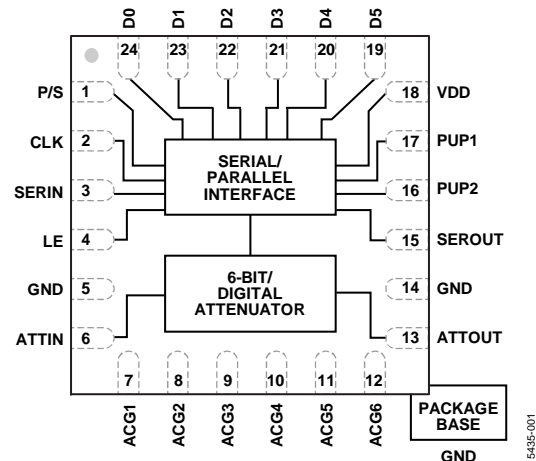 D0
D1
D2
D3
D4
D5
24
23
22
21
20
19
P/S
1
CLK
2
SERIN
3
LE
4
GND
5
ATTIN
6
18
VDD
17
PUP1
16
PUP2
15
SEROUT
14
GND
13
ATTOUT
SERIAL/
PARALLEL
INTERFACE
6-BIT/
DIGITAL
ATTENUATOR
7
8
9
10
11
12
ACG1
ACG2
ACG3
ACG4
ACG5
ACG6
PACKAGE
BASE
GND
5435-001